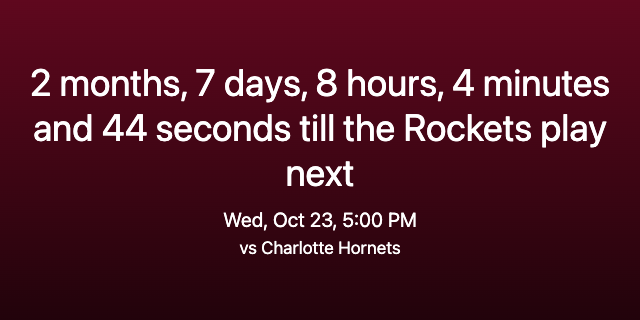 2 months, 7 days, 8 hours, 4 minutes
and 44 seconds till the Rockets play
next
Wed, Oct 23, 5:00 PM
vs Charlotte Hornets